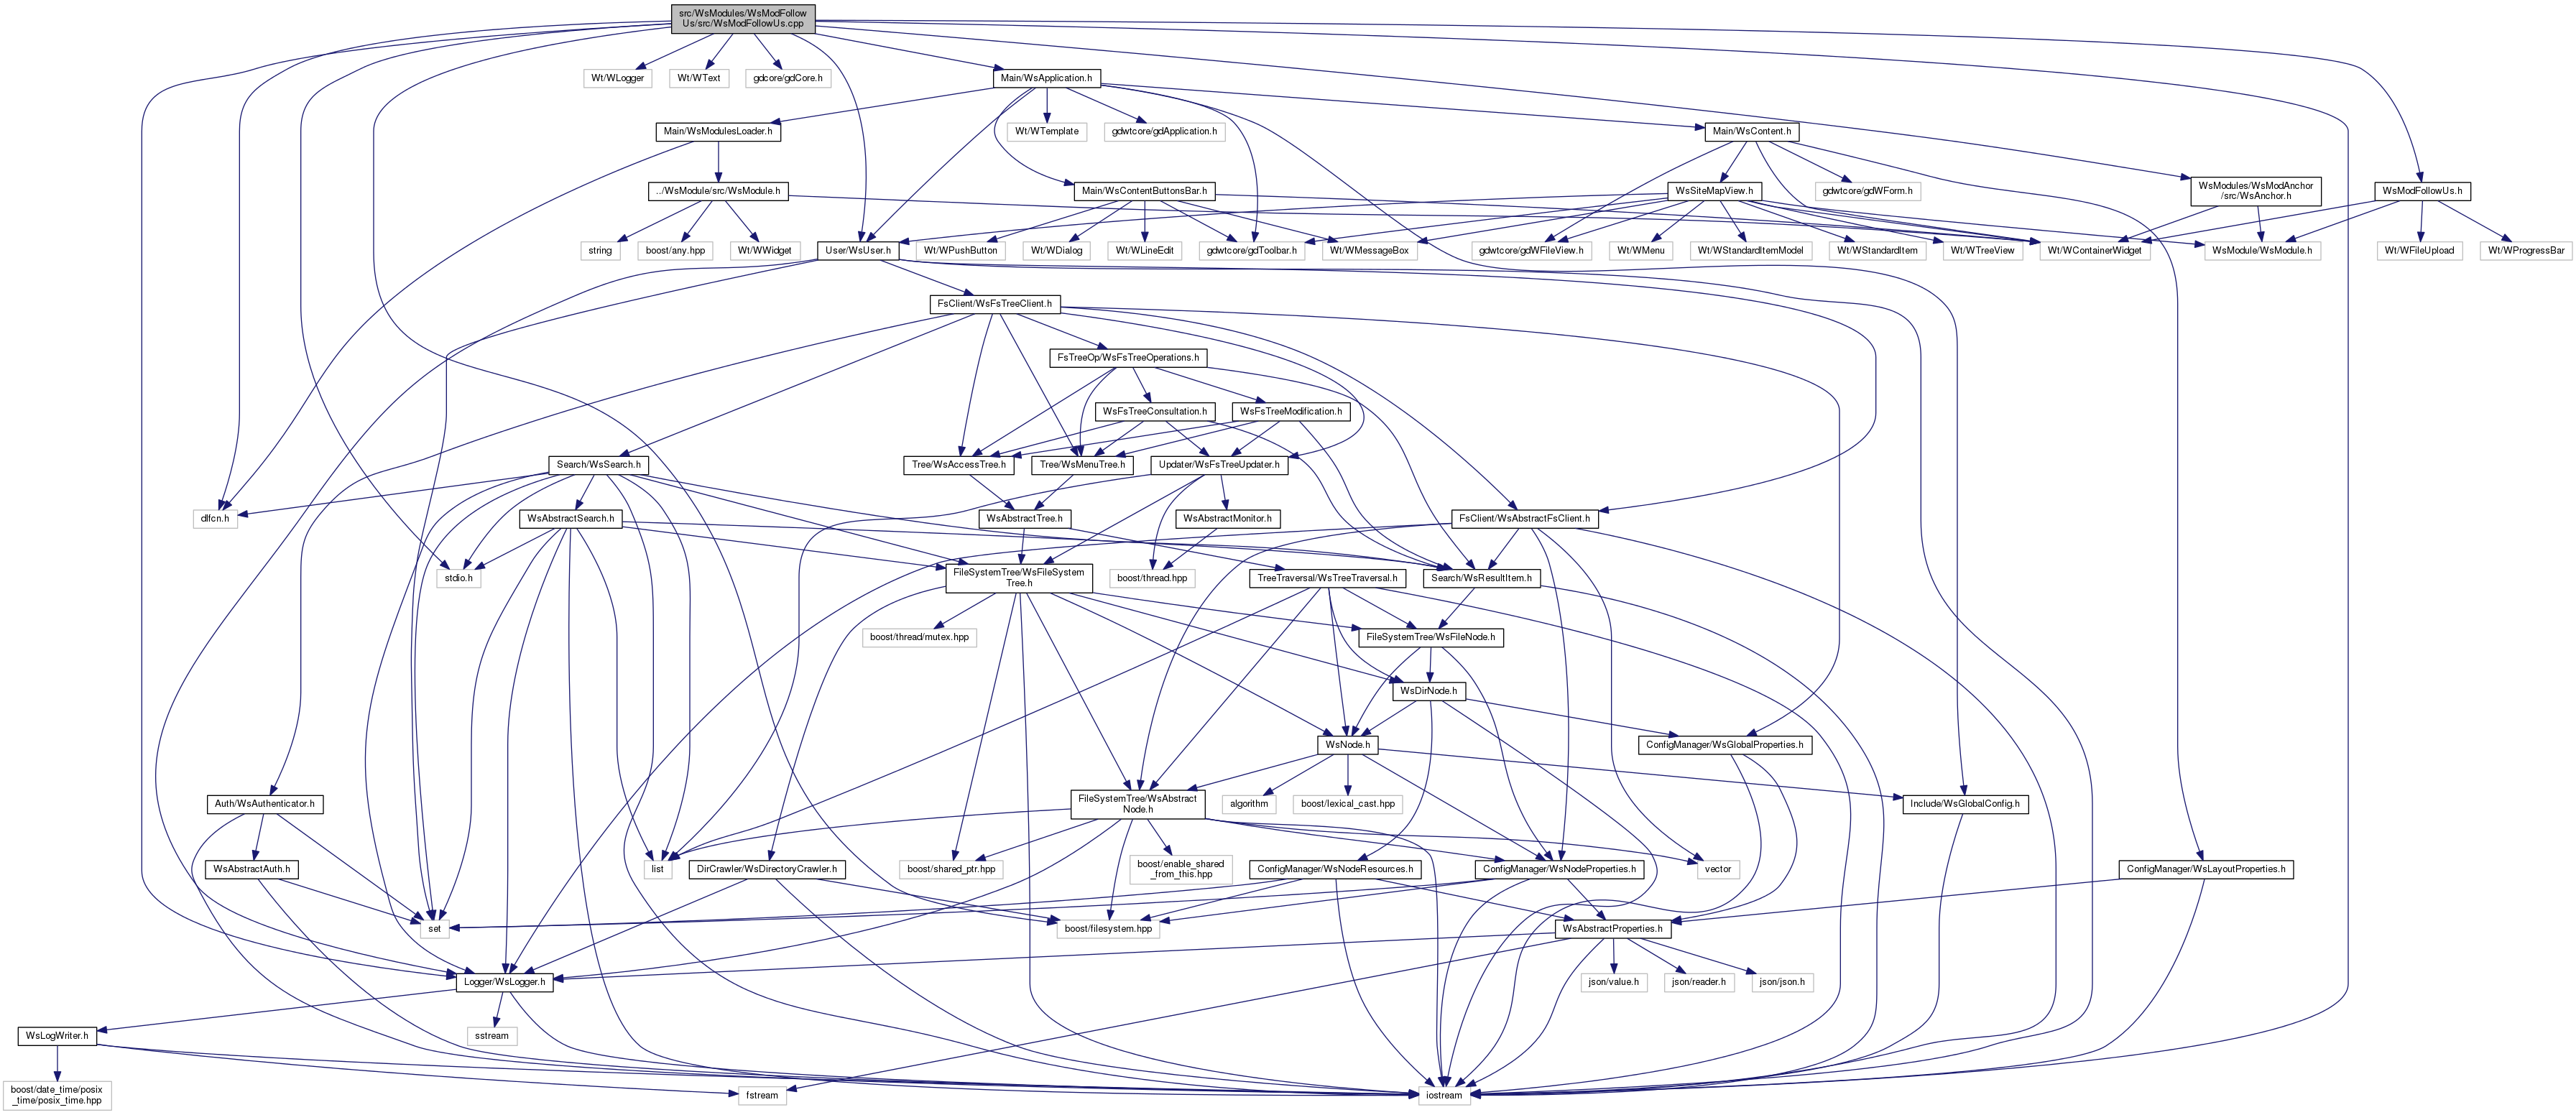 src/WsModules/WsModFollow
Us/src/WsModFollowUs.cpp
Wt/WLogger
Wt/WText
gdcore/gdCore.h
Main/WsApplication.h
Main/WsModulesLoader.h
Wt/WTemplate
gdwtcore/gdApplication.h
Main/WsContent.h
../WsModule/src/WsModule.h
Main/WsContentButtonsBar.h
WsSiteMapView.h
gdwtcore/gdWForm.h
WsModules/WsModAnchor
/src/WsAnchor.h
WsModFollowUs.h
string
boost/any.hpp
Wt/WWidget
User/WsUser.h
Wt/WPushButton
Wt/WDialog
Wt/WLineEdit
gdwtcore/gdToolbar.h
Wt/WMessageBox
gdwtcore/gdWFileView.h
Wt/WMenu
Wt/WStandardItemModel
Wt/WStandardItem
Wt/WTreeView
Wt/WContainerWidget
WsModule/WsModule.h
Wt/WFileUpload
Wt/WProgressBar
FsClient/WsFsTreeClient.h
FsTreeOp/WsFsTreeOperations.h
WsFsTreeConsultation.h
WsFsTreeModification.h
Search/WsSearch.h
Tree/WsAccessTree.h
Tree/WsMenuTree.h
Updater/WsFsTreeUpdater.h
dlfcn.h
WsAbstractSearch.h
WsAbstractTree.h
WsAbstractMonitor.h
FsClient/WsAbstractFsClient.h
stdio.h
FileSystemTree/WsFileSystem
Tree.h
boost/thread.hpp
TreeTraversal/WsTreeTraversal.h
Search/WsResultItem.h
boost/thread/mutex.hpp
FileSystemTree/WsFileNode.h
WsDirNode.h
WsNode.h
ConfigManager/WsGlobalProperties.h
Auth/WsAuthenticator.h
FileSystemTree/WsAbstract
Node.h
algorithm
boost/lexical_cast.hpp
Include/WsGlobalConfig.h
WsAbstractAuth.h
list
DirCrawler/WsDirectoryCrawler.h
boost/shared_ptr.hpp
boost/enable_shared
_from_this.hpp
ConfigManager/WsNodeResources.h
ConfigManager/WsNodeProperties.h
vector
ConfigManager/WsLayoutProperties.h
set
boost/filesystem.hpp
WsAbstractProperties.h
Logger/WsLogger.h
json/value.h
json/reader.h
json/json.h
WsLogWriter.h
sstream
boost/date_time/posix
_time/posix_time.hpp
fstream
iostream